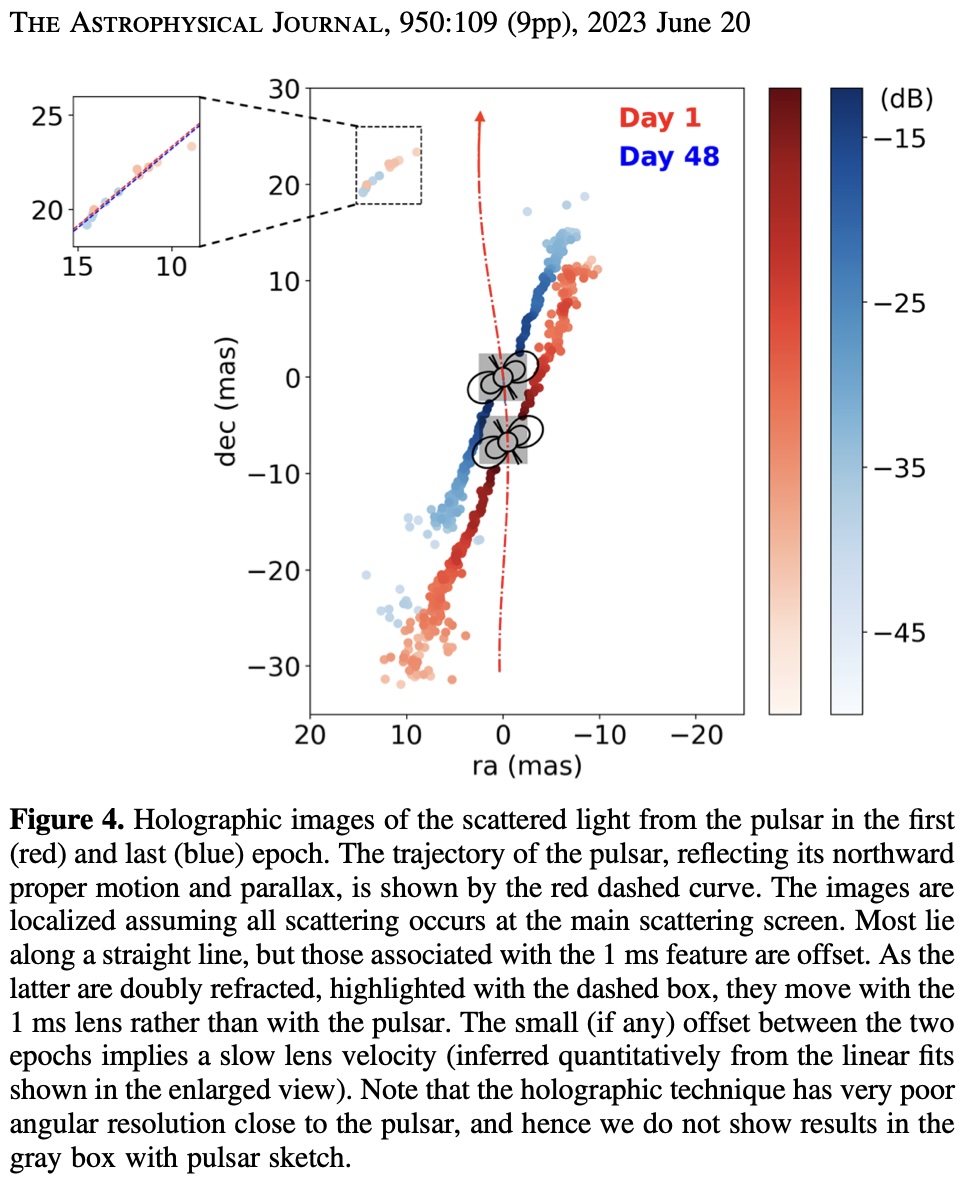 THE ASTROPHYSICAL JOURNAL, 950:109 (9pp), 2023 June 20
30
25
20
15
10
20
10
0
−10
−20
−30
dec (mas)
20
10
0
−10
−20
ra (mas)
Day 1
Day 48
(dB)
−15
−25
−35
−45
Figure 4. Holographic images of the scattered light from the pulsar in the first
(red) and last (blue) epoch. The trajectory of the pulsar, reflecting its northward
proper motion and parallax, is shown by the red dashed curve. The images are
localized assuming all scattering occurs at the main scattering screen. Most lie
along a straight line, but those associated with the 1 ms feature are offset. As the
latter are doubly refracted, highlighted with the dashed box, they move with the
1 ms lens rather than with the pulsar. The small (if any) offset between the two
epochs implies a slow lens velocity (inferred quantitatively from the linear fits
shown in the enlarged view). Note that the holographic technique has very poor
angular resolution close to the pulsar, and hence we do not show results in the
gray box with pulsar sketch.